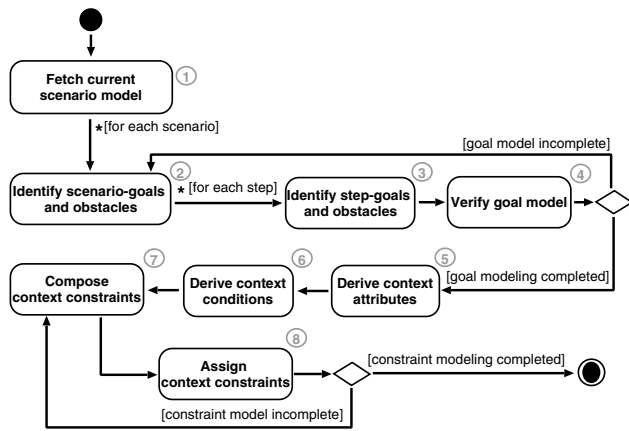 1
Fetch current
scenario model
*[for each scenario]
[goal model incomplete]
2
3
4
Identify scenario-goals
and obstacles
* [for each step]
Identify step-goals
and obstacles
Verify goal model
7
6
5
[goal modeling completed]
Compose
context constraints
Derive context
conditions
Derive context
attributes
8
Assign
context constraints
[constraint modeling completed]
[constraint model incomplete]